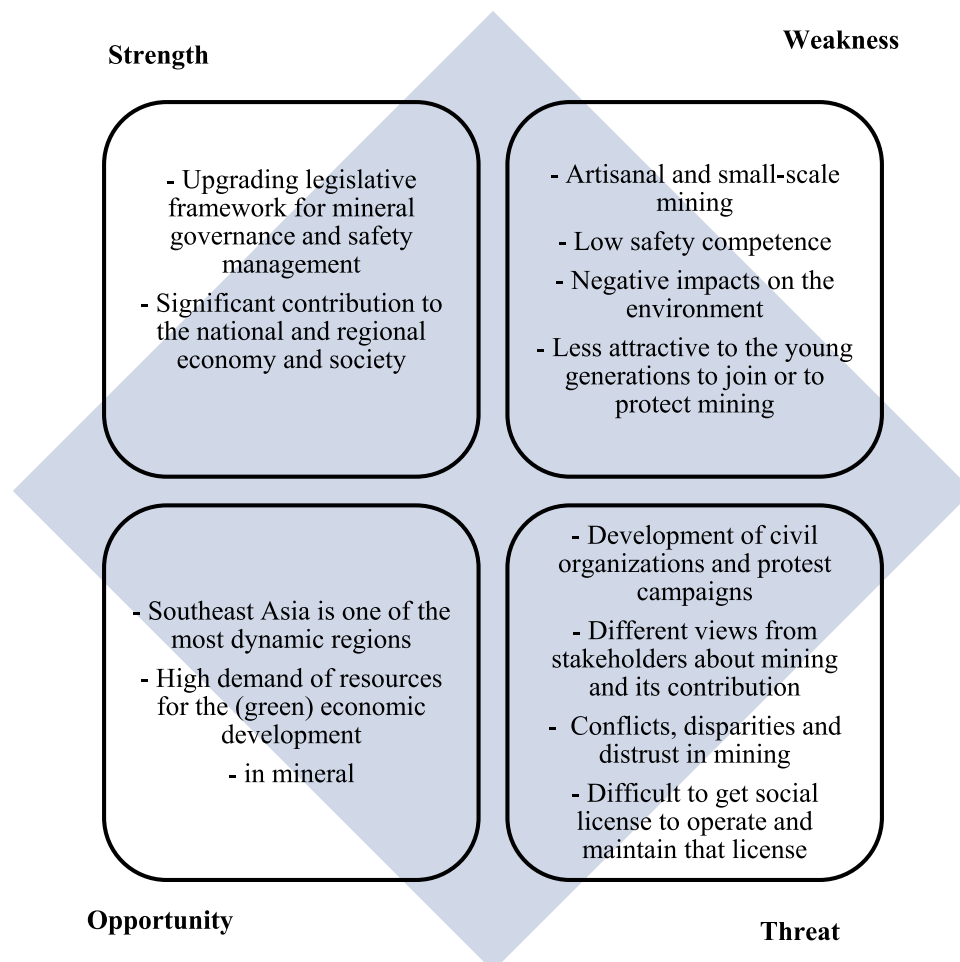 Strength
- Upgrading legislative
framework for mineral
governance and safety
management
- Significant contribution to
the national and regional
economy and society
Weakness
- Artisanal and small-scale
mining
- Low safety competence
- Negative impacts on the
environment
- Less attractive to the young
generations to join or to
protect mining
Opportunity
- Southeast Asia is one of the
most dynamic regions
- High demand of resources
for the (green) economic
development
- in mineral
Threat
- Development of civil
organizations and protest
campaigns
- Different views from
stakeholders about mining
and its contribution
- Conflicts, disparities and
distrust in mining
- Difficult to get social
license to operate and
maintain that license